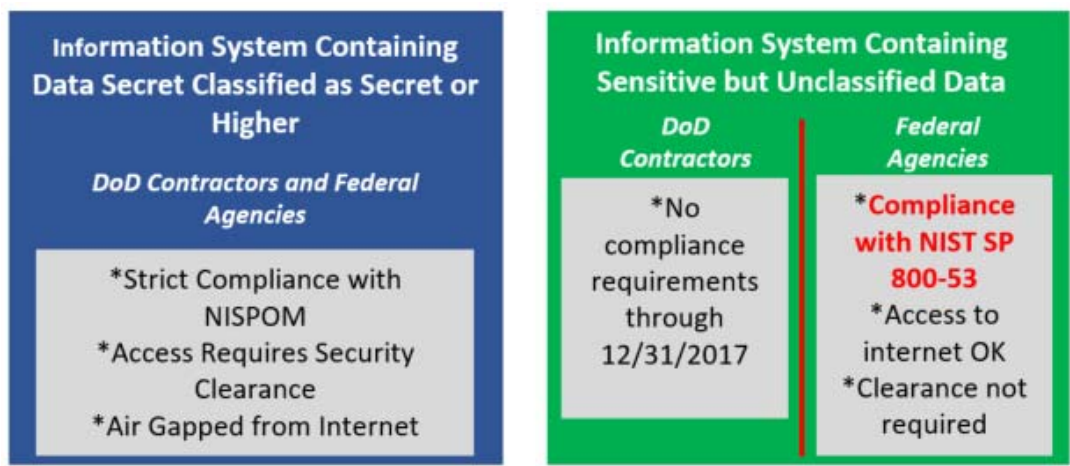 Information System Containing
Data Secret Classified as Secret or
Higher
DoD Contractors and Federal
Agencies
*Strict Compliance with
NISPOM
*Access Requires Security
Clearance
*Air Gapped from Internet
Information System Containing
Sensitive but Unclassified Data
DoD
Contractors
*No
compliance
requirements
through
12/31/2017
Federal
Agencies
*Compliance
with NIST SP
800-53
*Access to
internet OK
*Clearance not
required